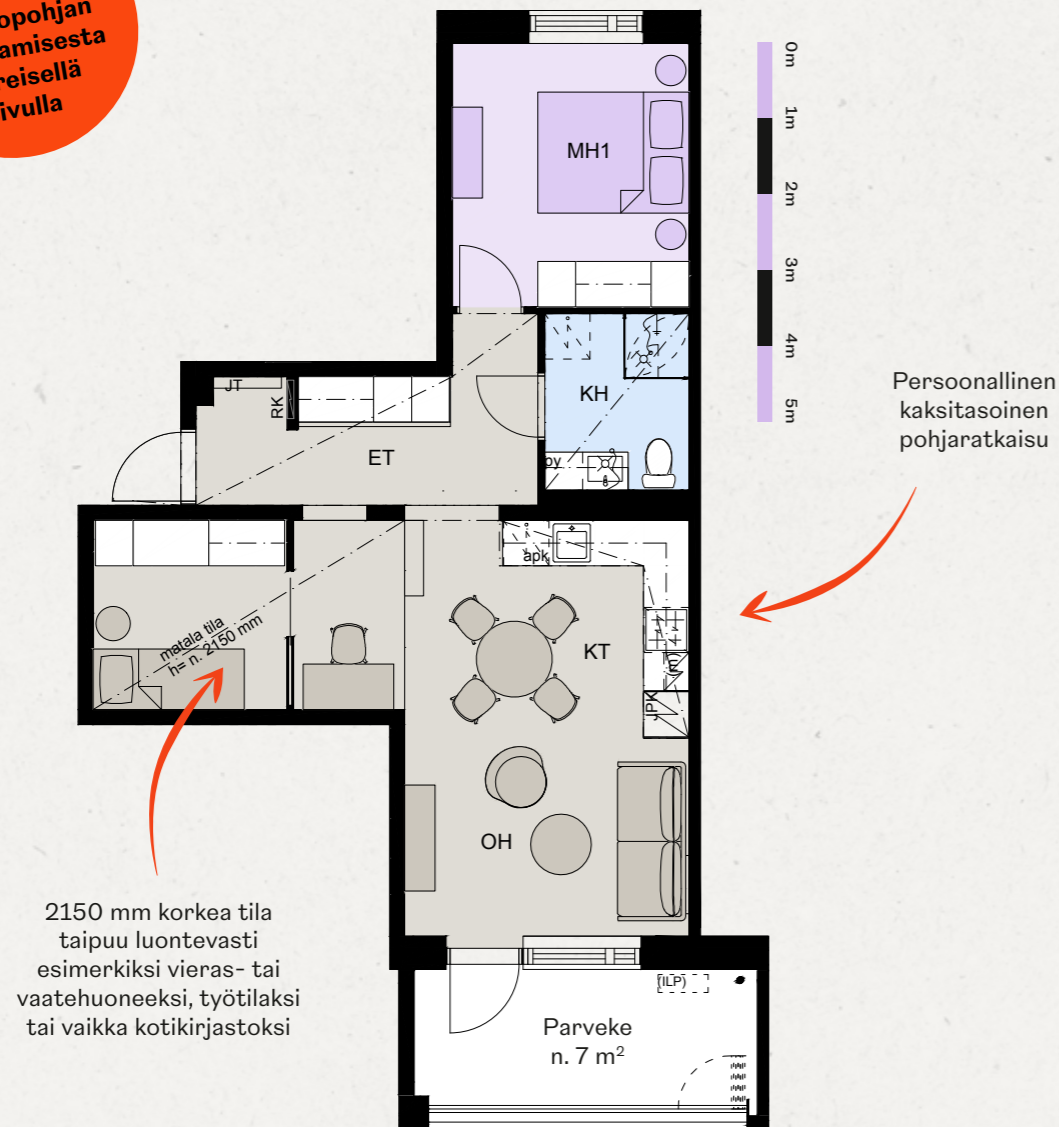 amisesta
reisellä
0m
1m
2m
3m
4m
5m
MH1
JT
RK
KH
ET
py
apk
matala tila
h= n. 2150 mm
KT
(m)
JPK
OH
Persoonallinen
kaksitasoinen
pohjaratkaisu
2150 mm korkea tila
taipuu luontevasti
esimerkiksi vieras- tai
vaatehuoneeksi, työtilaksi
tai vaikka kotikirjastoksi
(ILP)
Parveke
n. 7 m²